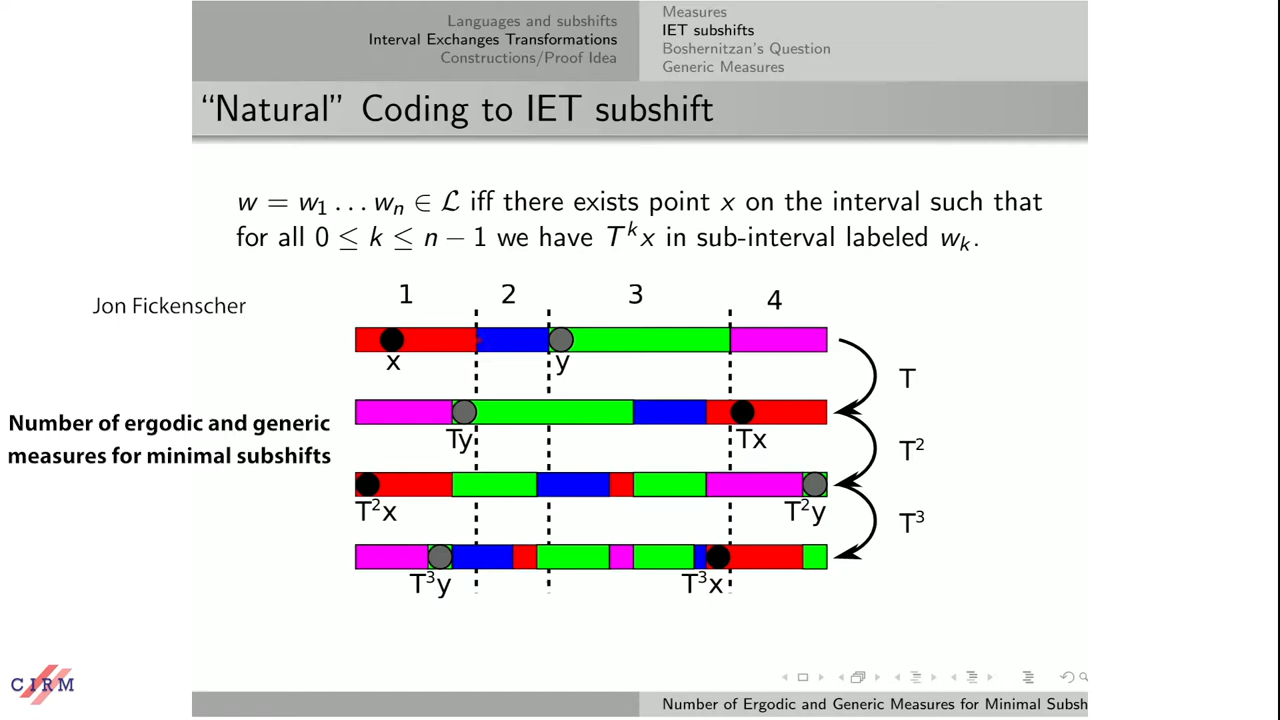 Languages and subshifts
Interval Exchanges Transformations
Constructions/Proof Idea
Measures
IET subshifts
Boshernitzan's Question
Generic Measures
“Natural” Coding to IET subshift
w = w₁ … wₙ ∈ ℒ iff there exists point x on the interval such that
for all 0 ≤ k ≤ n − 1 we have Tᵏx in sub-interval labeled wₖ.
Jon Fickenscher
1 2 3 4
x y
T
Ty Tx
Number of ergodic and generic
measures for minimal subshifts
T²
T²x T²y
T³
T³y T³x
CIRM
Number of Ergodic and Generic Measures for Minimal Subsh